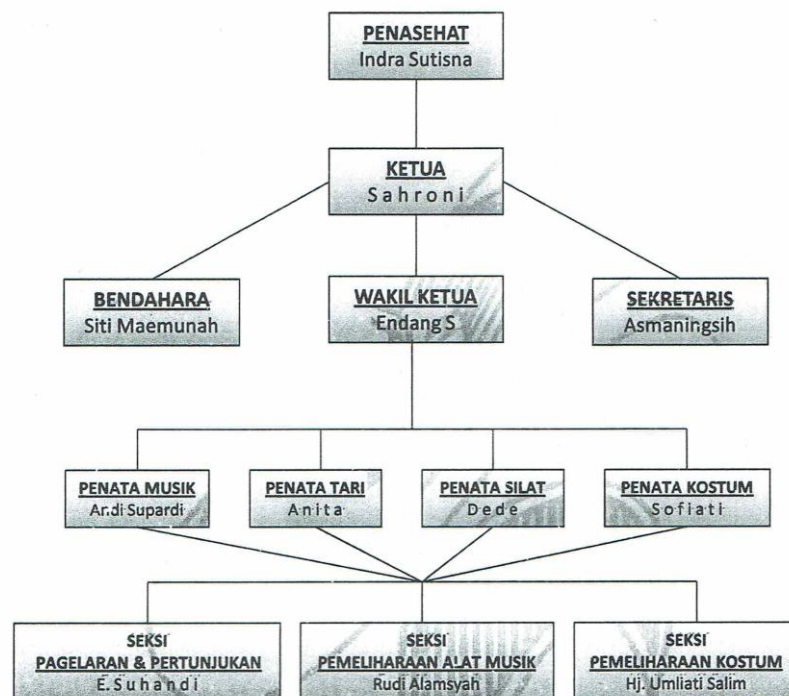 PENASEHAT
Indra Sutisna
KETUA
Sahroni
BENDAHARA
Siti Maemunah
WAKIL KETUA
Endang S
SEKRETARIS
Asmaningsih
PENATA MUSIK
Ardi Supardi
PENATA TARI
Anita
PENATA SILAT
Dede
PENATA KOSTUM
Sofiati
SEKSI
PAGELARAN & PERTUNJUKAN
E. Suhandi
SEKSI
PEMELIHARAAN ALAT MUSIK
Rudi Alamsyah
SEKSI
PEMELIHARAAN KOSTUM
Hj. Umliati Salim